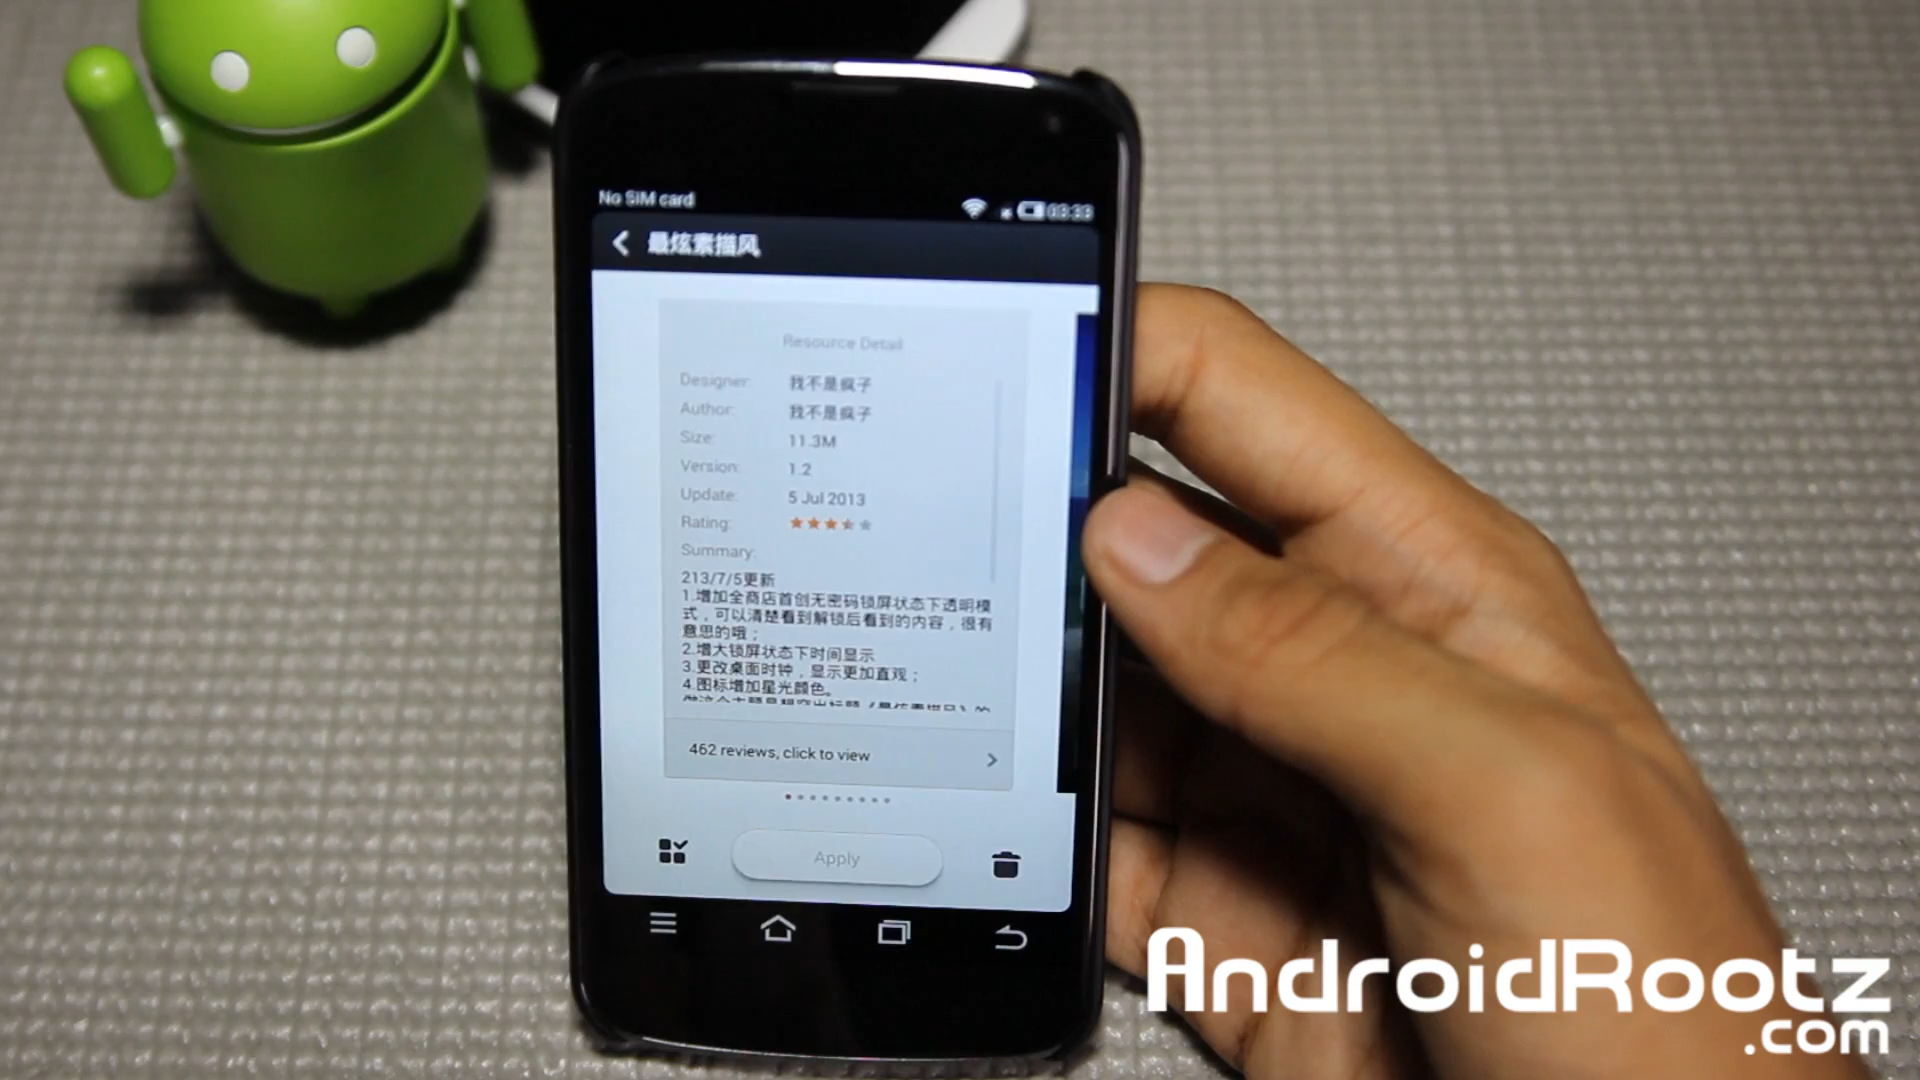 No SIM card
03:33
最炫素描风
Resource Detail
Designer: 我不是疯子
Author: 我不是疯子
Size: 11.3M
Version: 1.2
Update: 5 Jul 2013
Rating:
Summary:
213/7/5更新
1.增加全商店首创无密码锁屏状态下透明模
式，可以清楚看到解锁后看到的内容，很有
意思的哦；
2.增大锁屏状态下时间显示
3.更改桌面时钟，显示更加直观；
4.图标增加星光颜色。
462 reviews, click to view
Apply
AndroidRootz
.com